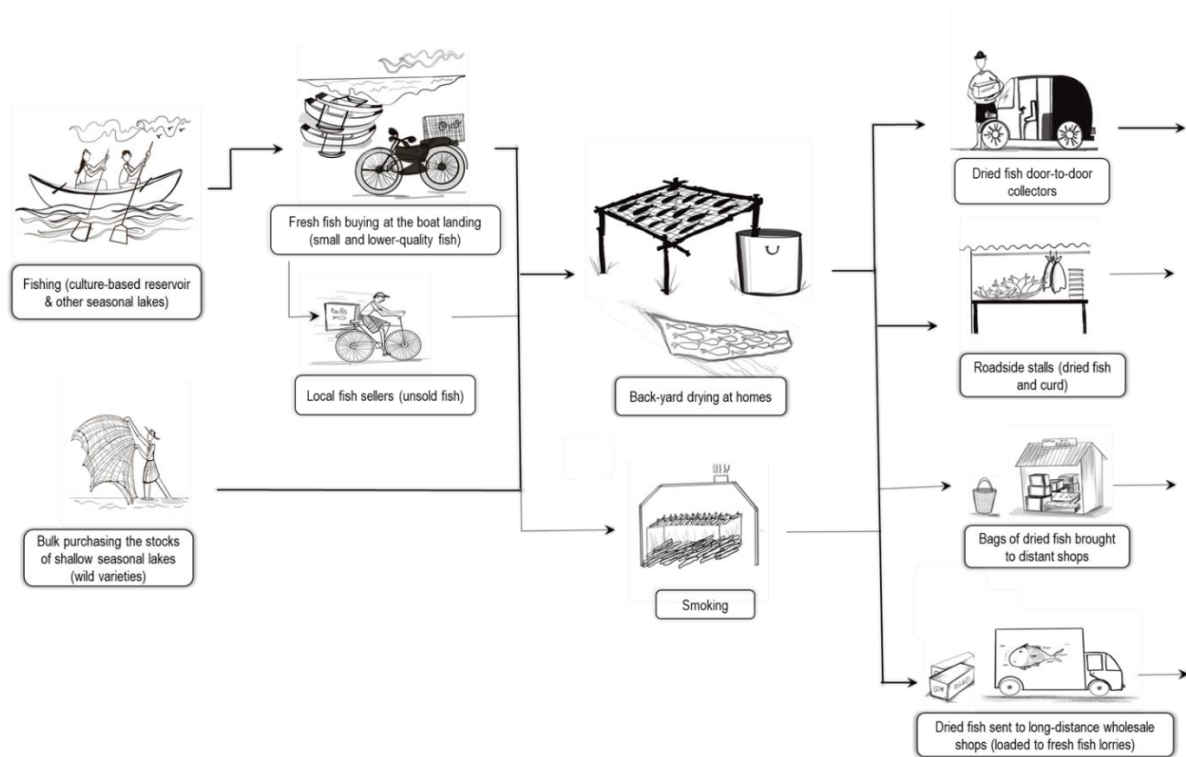 Fishing (culture-based reservoir
& other seasonal lakes)
Fresh fish buying at the boat landing
(small and lower-quality fish)
Local fish sellers (unsold fish)
Bulk purchasing the stocks
of shallow seasonal lakes
(wild varieties)
Back-yard drying at homes
Smoking
Dried fish door-to-door
collectors
Roadside stalls (dried fish
and curd)
Bags of dried fish brought
to distant shops
Dried fish sent to long-distance wholesale
shops (loaded to fresh fish lorries)